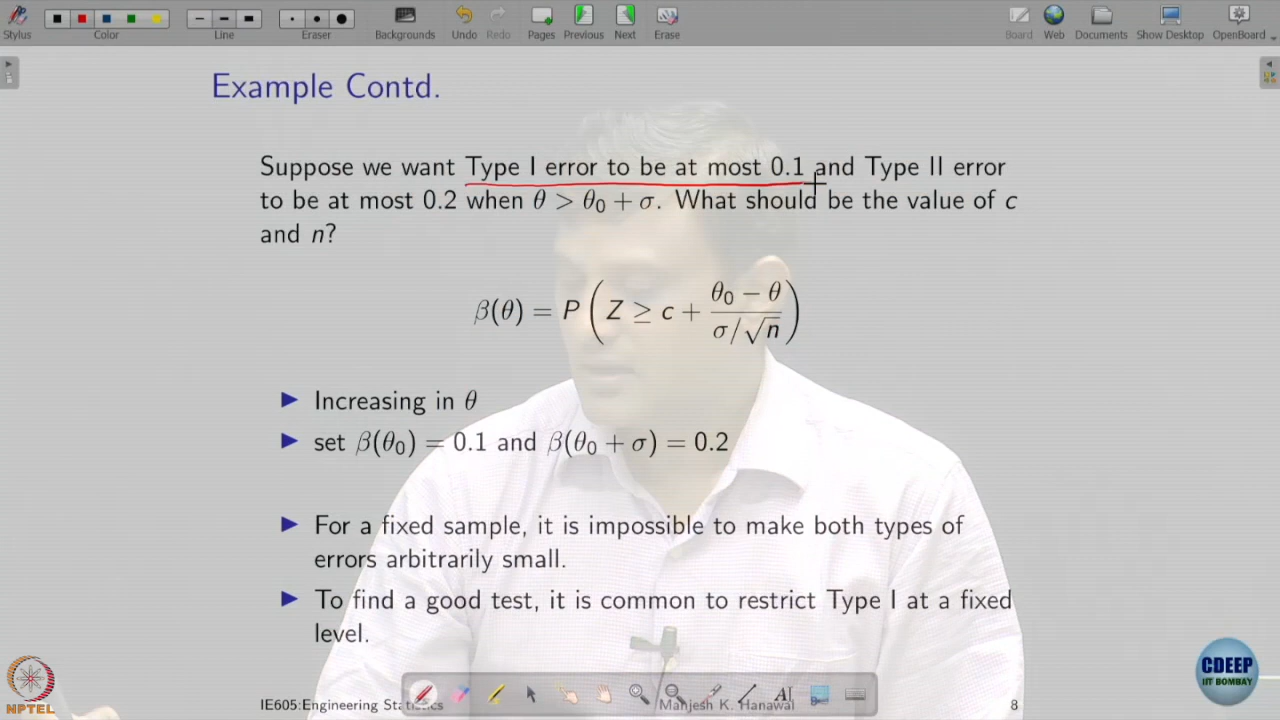 Stylus Color Line Eraser Backgrounds Undo Redo Pages Previous Next Erase Board Web Documents Show Desktop OpenBoard
Example Contd.
Suppose we want Type I error to be at most 0.1 and Type II error
to be at most 0.2 when θ > θ₀ + σ. What should be the value of c
and n?
β(θ) = P(Z ≥ c + (θ₀ − θ)/(σ/√n))
▶ Increasing in θ
▶ set β(θ₀) = 0.1 and β(θ₀ + σ) = 0.2
▶ For a fixed sample, it is impossible to make both types of
errors arbitrarily small.
▶ To find a good test, it is common to restrict Type I at a fixed
level.
NPTEL
IE605:Engineering Statistics Manjesh K. Hanawal 8
CDEEP
IIT BOMBAY